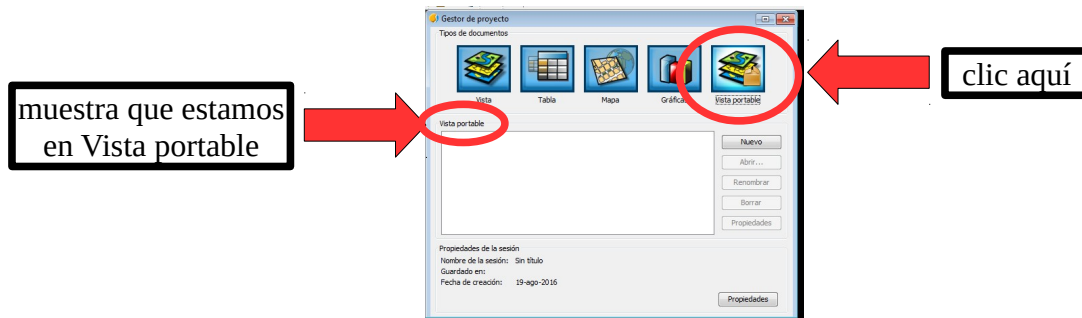 Gestor de proyecto
Tipos de documentos
Vista
Tabla
Mapa
Gráfica
Vista portable
clic aquí
muestra que estamos
en Vista portable
Vista portable
Nuevo
Abrir...
Renombrar
Borrar
Propiedades
Propiedades de la sesión
Nombre de la sesión: Sin título
Guardado en:
Fecha de creación: 19-ago-2016
Propiedades